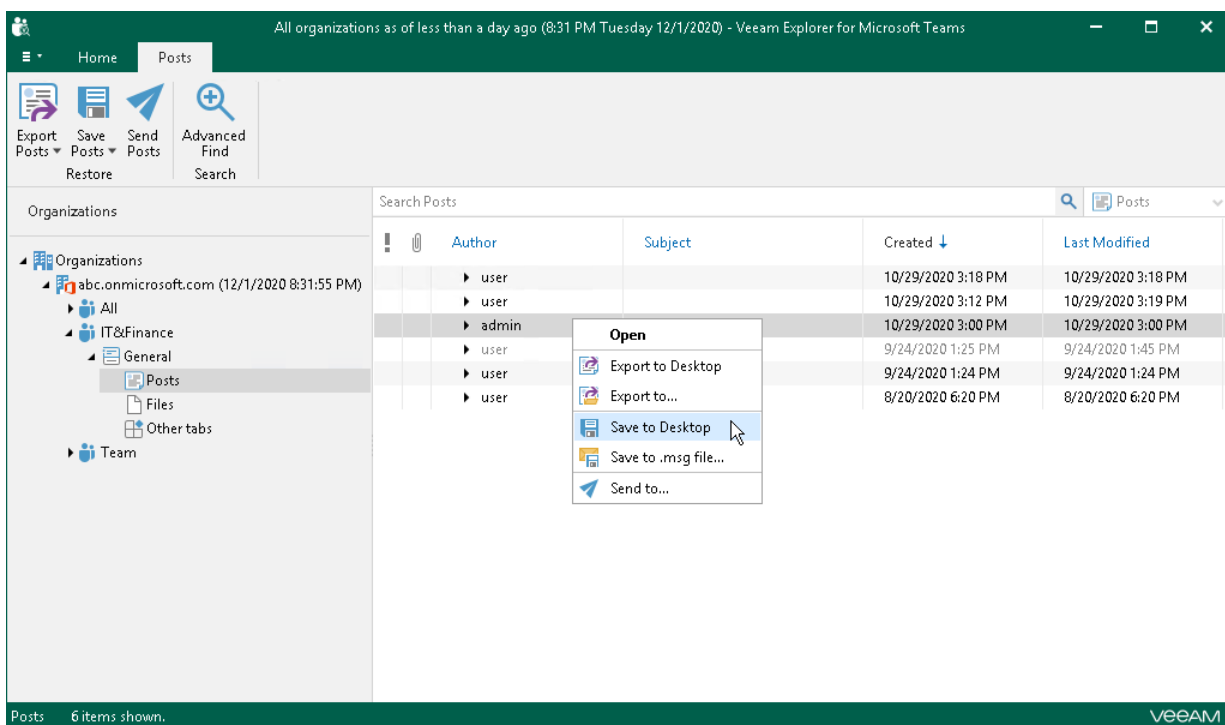 All organizations as of less than a day ago (8:31 PM Tuesday 12/1/2020) - Veeam Explorer for Microsoft Teams
Home Posts
Export Posts Save Posts Send Posts Advanced Find
Restore Search
Organizations
Search Posts Posts
Author Subject Created Last Modified
Organizations
abc.onmicrosoft.com (12/1/2020 8:31:55 PM)
All
IT&Finance
General
Posts
Files
Other tabs
Team
user 10/29/2020 3:18 PM 10/29/2020 3:18 PM
user 10/29/2020 3:12 PM 10/29/2020 3:19 PM
admin 10/29/2020 3:00 PM 10/29/2020 3:00 PM
user 9/24/2020 1:25 PM 9/24/2020 1:45 PM
user 9/24/2020 1:24 PM 9/24/2020 1:24 PM
user 8/20/2020 6:20 PM 8/20/2020 6:20 PM
Open
Export to Desktop
Export to...
Save to Desktop
Save to .msg file...
Send to...
Posts 6 items shown. VEEAM